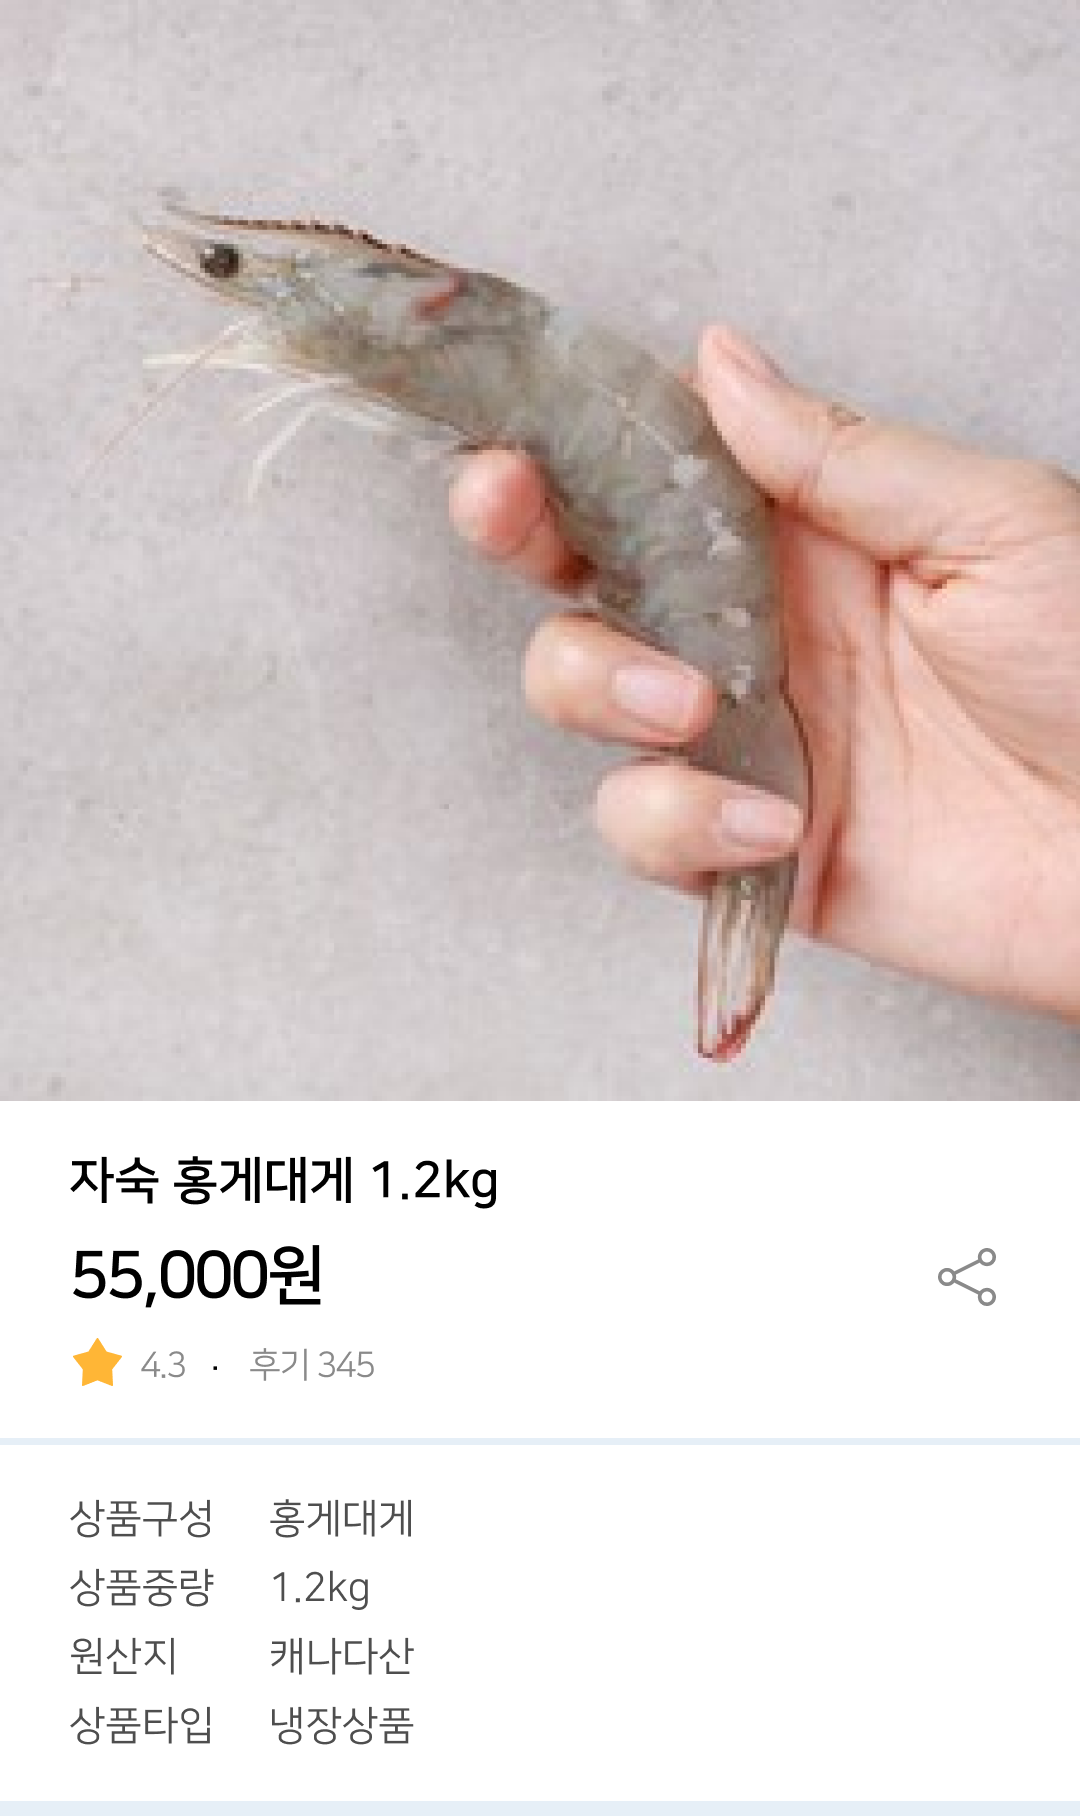 자숙 홍게대게 1.2kg
55,000원
4.3 · 후기 345
상품구성 홍게대게
상품중량 1.2kg
원산지 캐나다산
상품타입 냉장상품